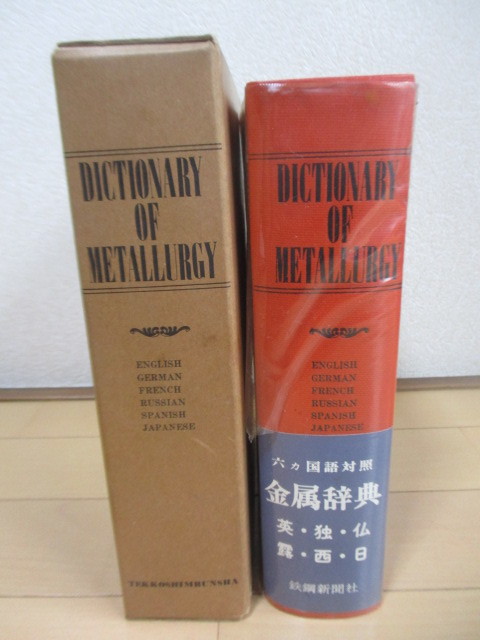 DICTIONARY
OF
METALLURGY
ENGLISH
GERMAN
FRENCH
RUSSIAN
SPANISH
JAPANESE
TEKKOSHIMBUNSHA
DICTIONARY
OF
METALLURGY
ENGLISH
GERMAN
FRENCH
RUSSIAN
SPANISH
JAPANESE
六ヵ国語対照
金属辞典
英・独・仏
露・西・日
鉄鋼新聞社